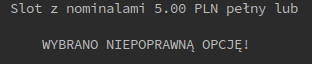 Slot z nominalami 5.00 PLN pełny lub
WYBRANO NIEPOPRAWNĄ OPCJĘ!